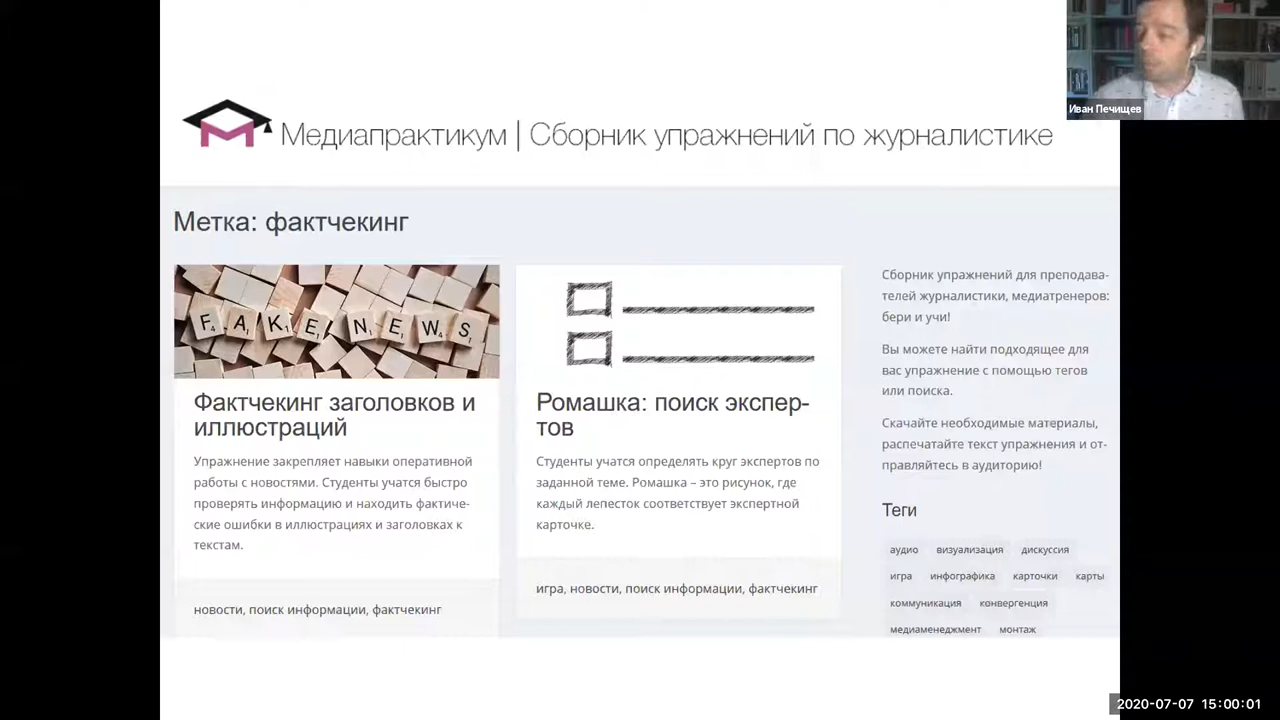 Иван Печищев
Медиапрактикум | Сборник упражнений по журналистике
Метка: фактчекинг
FAKE NEWS
Фактчекинг заголовков и
иллюстраций
Упражнение закрепляет навыки оперативной
работы с новостями. Студенты учатся быстро
проверять информацию и находить фактиче-
ские ошибки в иллюстрациях и заголовках к
текстам.
новости, поиск информации, фактчекинг
Ромашка: поиск экспер-
тов
Студенты учатся определять круг экспертов по
заданной теме. Ромашка – это рисунок, где
каждый лепесток соответствует экспертной
карточке.
игра, новости, поиск информации, фактчекинг
Сборник упражнений для преподава-
телей журналистики, медиатренеров:
бери и учи!
Вы можете найти подходящее для
вас упражнение с помощью тегов
или поиска.
Скачайте необходимые материалы,
распечатайте текст упражнения и от-
правляйтесь в аудиторию!
Теги
аудио визуализация дискуссия
игра инфографика карточки карты
коммуникация конвергенция
медиаменеджмент монтаж
2020-07-07 15:00:01